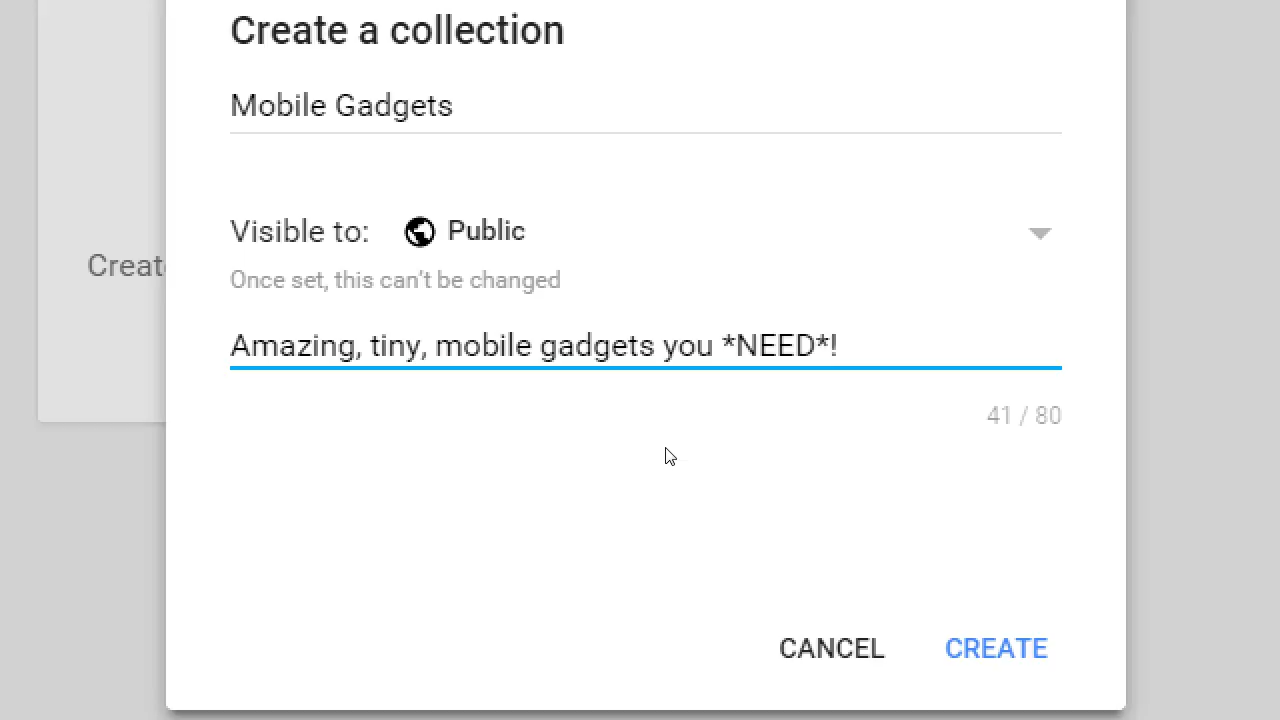 Create a collection
Mobile Gadgets
Visible to: Public
Once set, this can't be changed
Creat
Amazing, tiny, mobile gadgets you *NEED*!
41 / 80
CANCEL CREATE